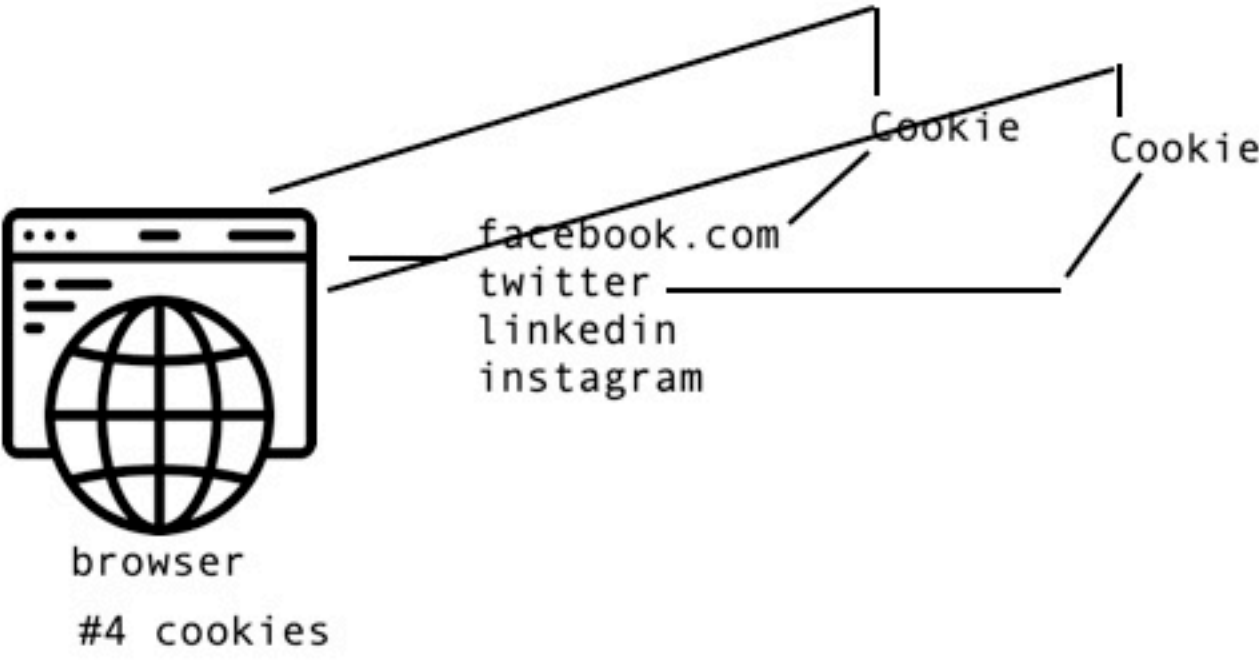 Cookie
Cookie
facebook.com
twitter
linkedin
instagram
browser
#4 cookies